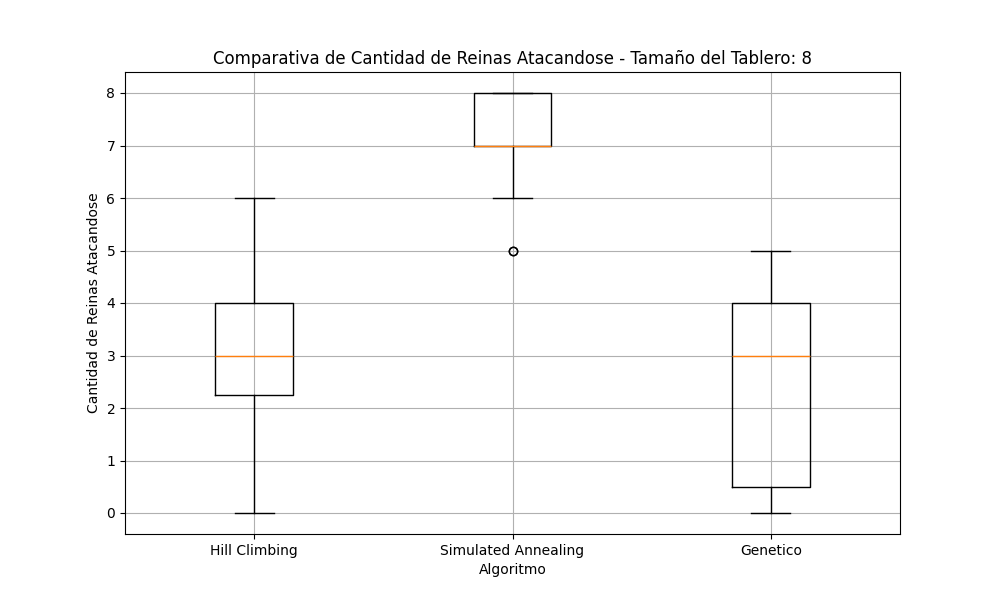 Comparativa de Cantidad de Reinas Atacandose - Tamaño del Tablero: 8
Cantidad de Reinas Atacandose
8
7
6
5
4
3
2
1
0
Hill Climbing
Simulated Annealing
Genetico
Algoritmo